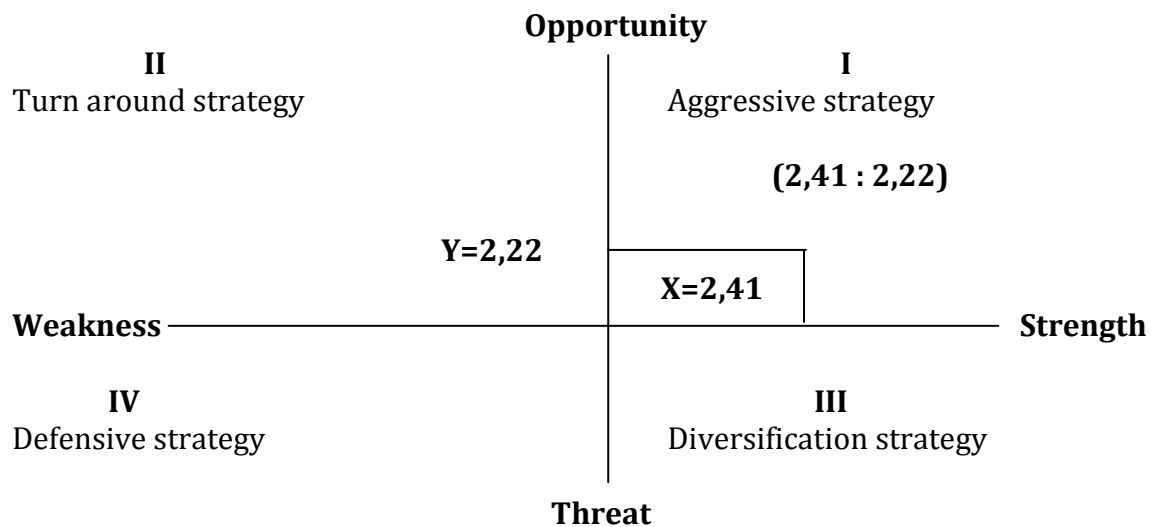 Opportunity
II
I
Turn around strategy
Aggressive strategy
(2,41 : 2,22)
Y=2,22
X=2,41
Weakness
Strength
IV
III
Defensive strategy
Diversification strategy
Threat